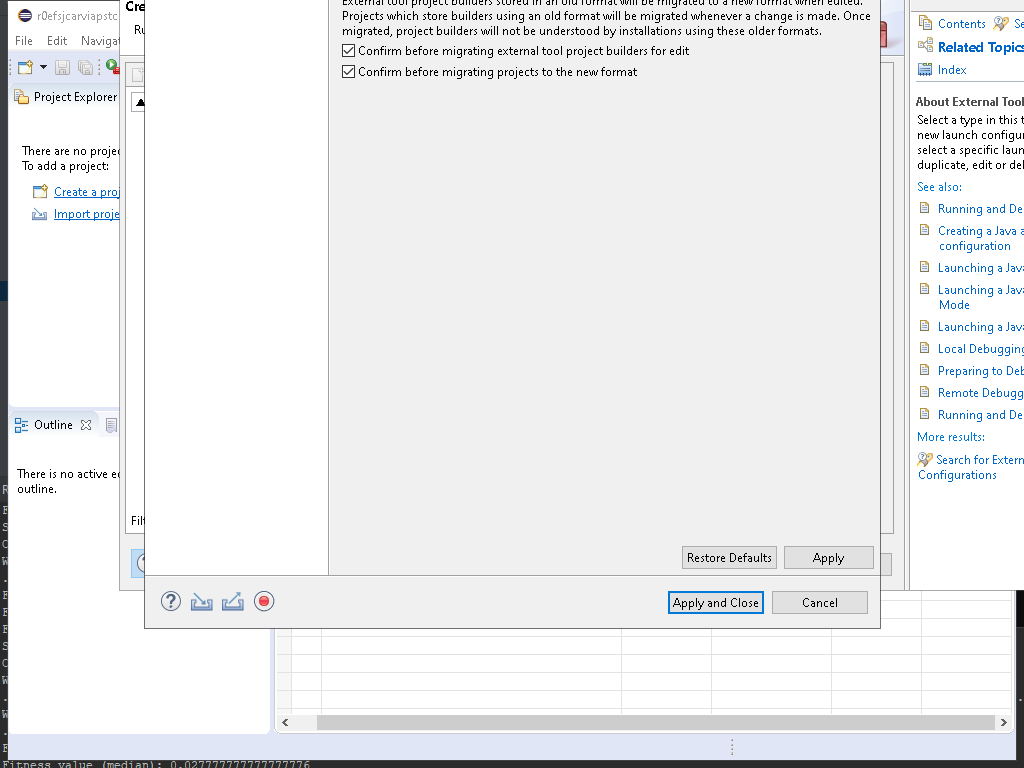 r0efsjcarviapstc
File Edit Navigat
Project Explorer
There are no proje
To add a project:
Create a proj
Import proje
Outline
There is no active ed
outline.
Cre
Ru
Filt
External tool project builders stored in an old format will be migrated to a new format when edited.
Projects which store builders using an old format will be migrated whenever a change is made. Once
migrated, project builders will not be understood by installations using these older formats.
Confirm before migrating external tool project builders for edit
Confirm before migrating projects to the new format
Restore Defaults Apply
Apply and Close Cancel
Contents Se
Related Topics
Index
About External Tool
Select a type in this t
new launch configur
select a specific laun
duplicate, edit or del
See also:
Running and De
Creating a Java a
configuration
Launching a Java
Launching a Java
Mode
Launching a Java
Local Debugging
Preparing to Deb
Remote Debugg
Running and De
More results:
Search for Extern
Configurations
Fitness value (median): 0.027777777777777776